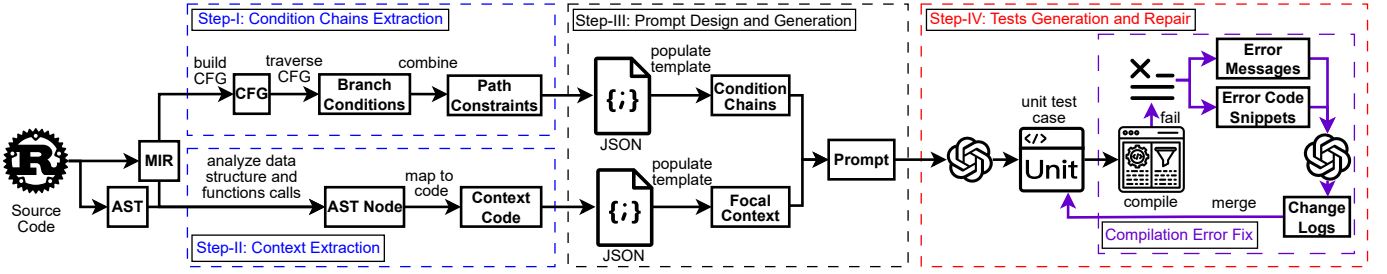 Step-I: Condition Chains Extraction
Step-III: Prompt Design and Generation
Step-IV: Tests Generation and Repair
build
CFG
traverse
CFG
combine
CFG
Branch
Conditions
Path
Constraints
{;}
JSON
populate
template
Condition
Chains
R
Source
Code
MIR
AST
analyze data
structure and
functions calls
AST Node
map to
code
Context
Code
Step-II: Context Extraction
{;}
JSON
populate
template
Focal
Context
Prompt
unit test
case
</>
Unit
compile
fail
Error
Messages
Error Code
Snippets
Change
Logs
merge
Compilation Error Fix